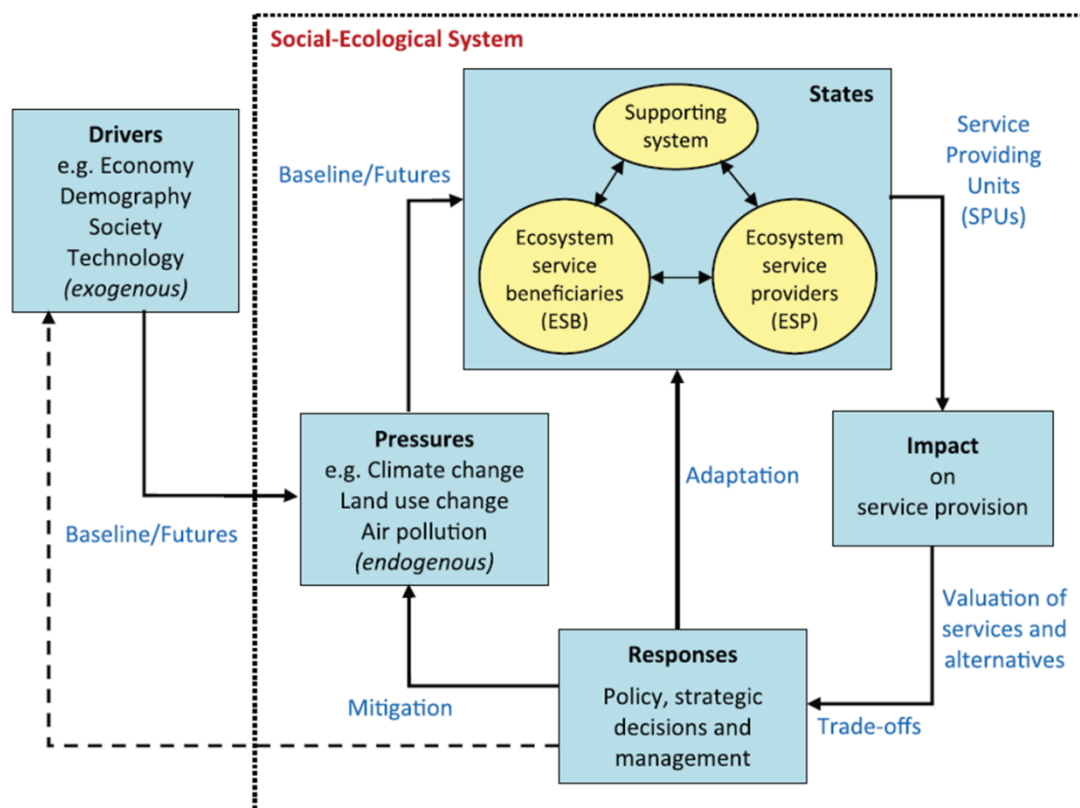 Social-Ecological System
Drivers
e.g. Economy
Demography
Society
Technology
(exogenous)
Baseline/Futures
States
Supporting
system
Ecosystem
service
beneficiaries
(ESB)
Ecosystem
service
providers
(ESP)
Service
Providing
Units
(SPUs)
Baseline/Futures
Pressures
e.g. Climate change
Land use change
Air pollution
(endogenous)
Adaptation
Impact
on
service provision
Valuation of
services and
alternatives
Mitigation
Responses
Policy, strategic
decisions and
management
Trade-offs